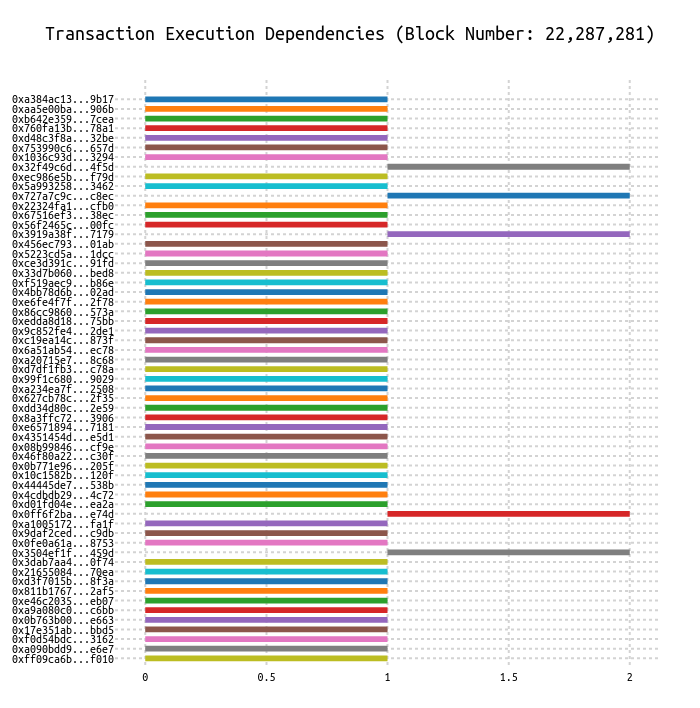 Transaction Execution Dependencies (Block Number: 22,287,281)
0xa384ac13...9b17
0xaa5e00ba...906b
0xb642e359...7cea
0x760fa13b...78a1
0xd48c3f8a...32be
0x753990c6...657d
0x1036c93d...3294
0x32f49c6d...4f5d
0xec986e5b...f79d
0x5a993258...3462
0x727a7c9c...c8ec
0x22324fa1...cfb0
0x67516ef3...38ec
0x56f2465c...00fc
0x3919a38f...7179
0x456ec793...01ab
0x5223cd5a...1dcc
0xce3d391c...91fd
0x33d7b060...bed8
0xf519aec9...b86e
0x4bb78d6b...02ad
0xe6fe4f7f...2f78
0x86cc9860...573a
0xedda8d18...75bb
0x9c852fe4...2de1
0xc19ea14c...873f
0x6a51ab54...ec78
0xa20715e7...8c68
0xd7df1fb3...c78a
0x99f1c680...9029
0xa234ea7f...2508
0x627cb78c...2f35
0xdd34d80c...2e59
0x8a3ffc72...3906
0xe6571894...7181
0x4351454d...e5d1
0x08b99846...cf9e
0x46f80a22...c30f
0x0b771e96...205f
0x10c1582b...120f
0x44445de7...538b
0x4cdbdb29...4c72
0xd01fd04e...ea2a
0x0ff6f2ba...e74d
0xa1005172...fa1f
0x9daf2ced...c9db
0x0fe0a61a...8753
0x3504ef1f...459d
0x3dab7aa4...0f74
0x21655084...70ea
0xd3f7015b...8f3a
0x811b1767...2af5
0xe46c2035...eb07
0xa9a080c0...c6bb
0x0b763b00...e663
0x17e351ab...bbd5
0xf0d54bdc...3162
0xa090bdd9...e6e7
0xff09ca6b...f010
0 0.5 1 1.5 2